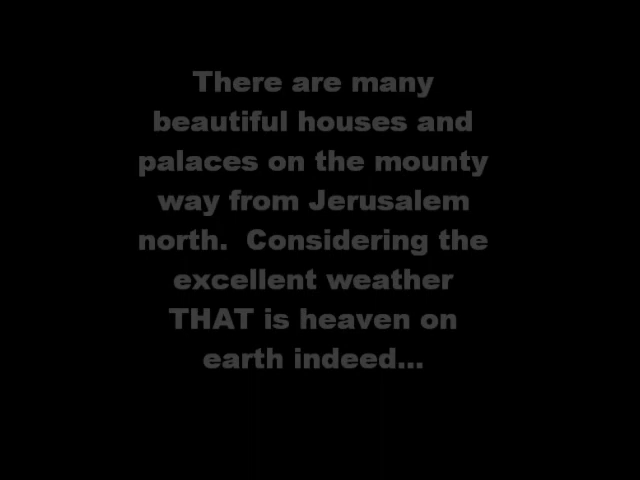 There are many
beautiful houses and
palaces on the mounty
way from Jerusalem
north.  Considering the
excellent weather
THAT is heaven on
earth indeed...